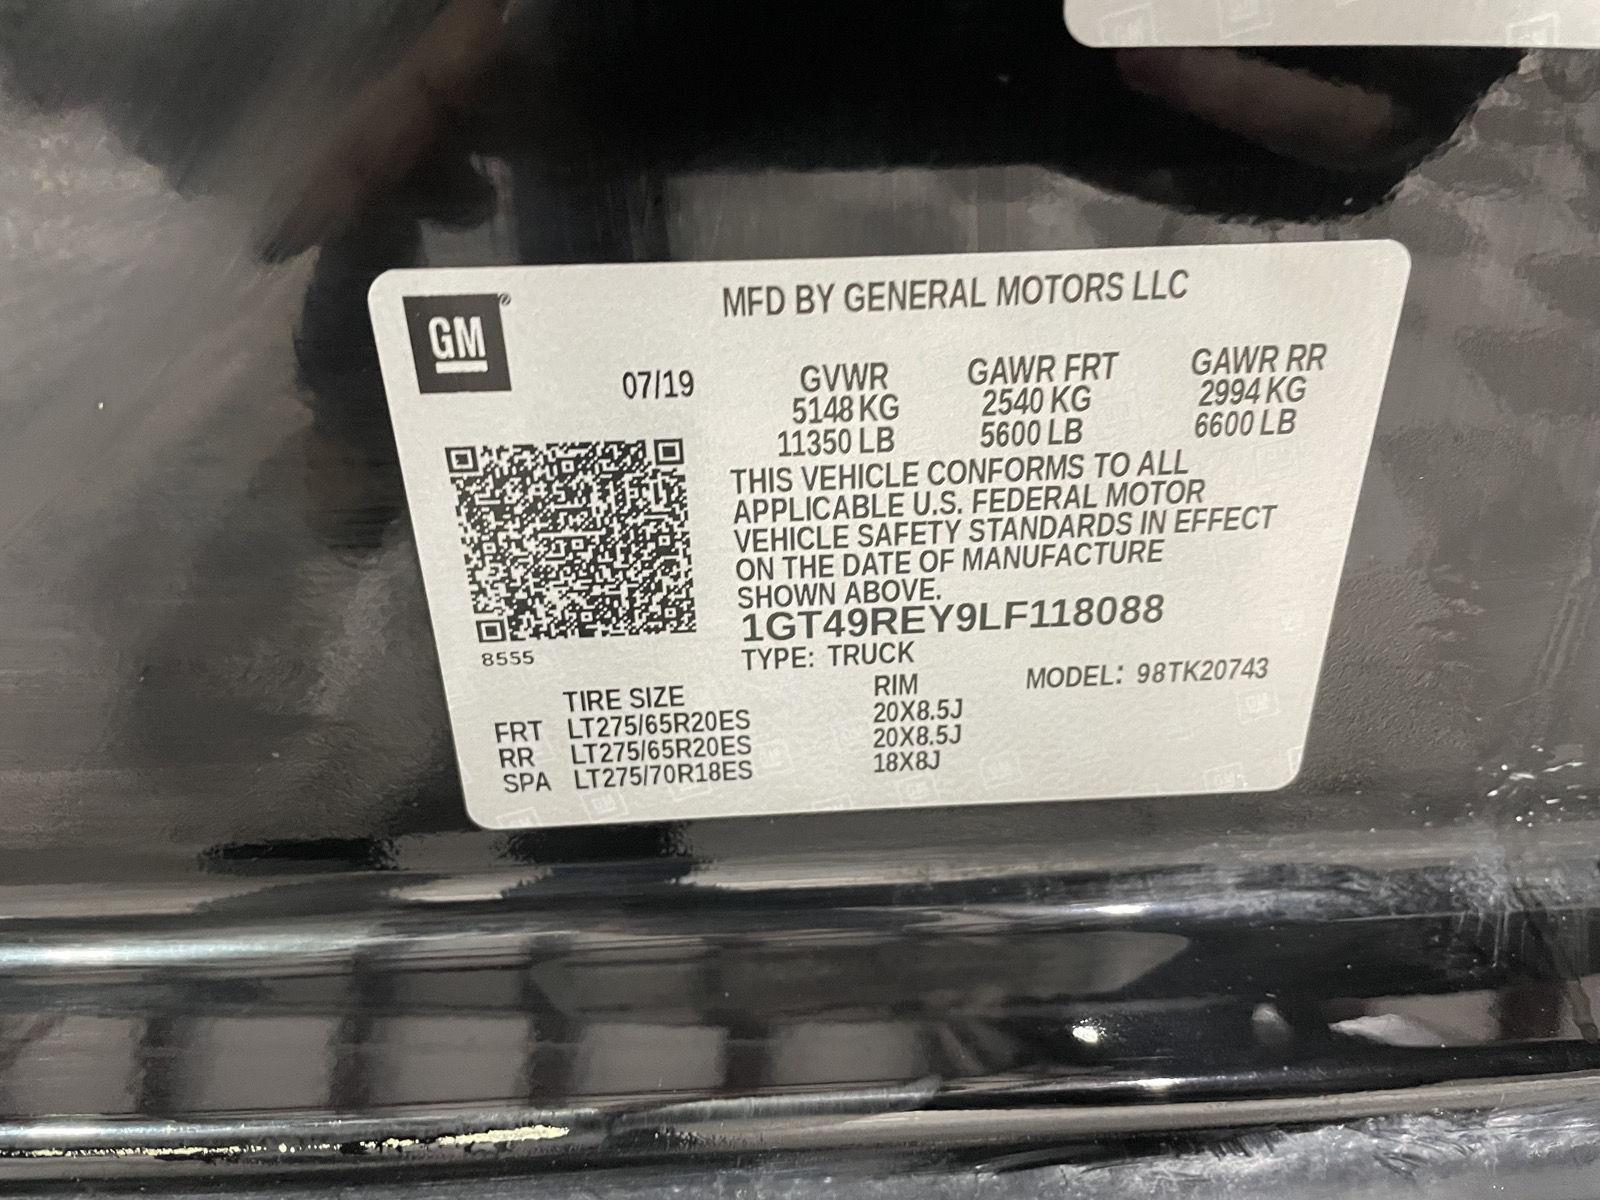 GM
MFD BY GENERAL MOTORS LLC
07/19
GVWR GAWR FRT GAWR RR
5148 KG 2540 KG 2994 KG
11350 LB 5600 LB 6600 LB
THIS VEHICLE CONFORMS TO ALL
APPLICABLE U.S. FEDERAL MOTOR
VEHICLE SAFETY STANDARDS IN EFFECT
ON THE DATE OF MANUFACTURE
SHOWN ABOVE.
1GT49REY9LF118088
8555
TYPE: TRUCK MODEL: 98TK20743
TIRE SIZE RIM
FRT LT275/65R20ES 20X8.5J
RR LT275/65R20ES 20X8.5J
SPA LT275/70R18ES 18X8J